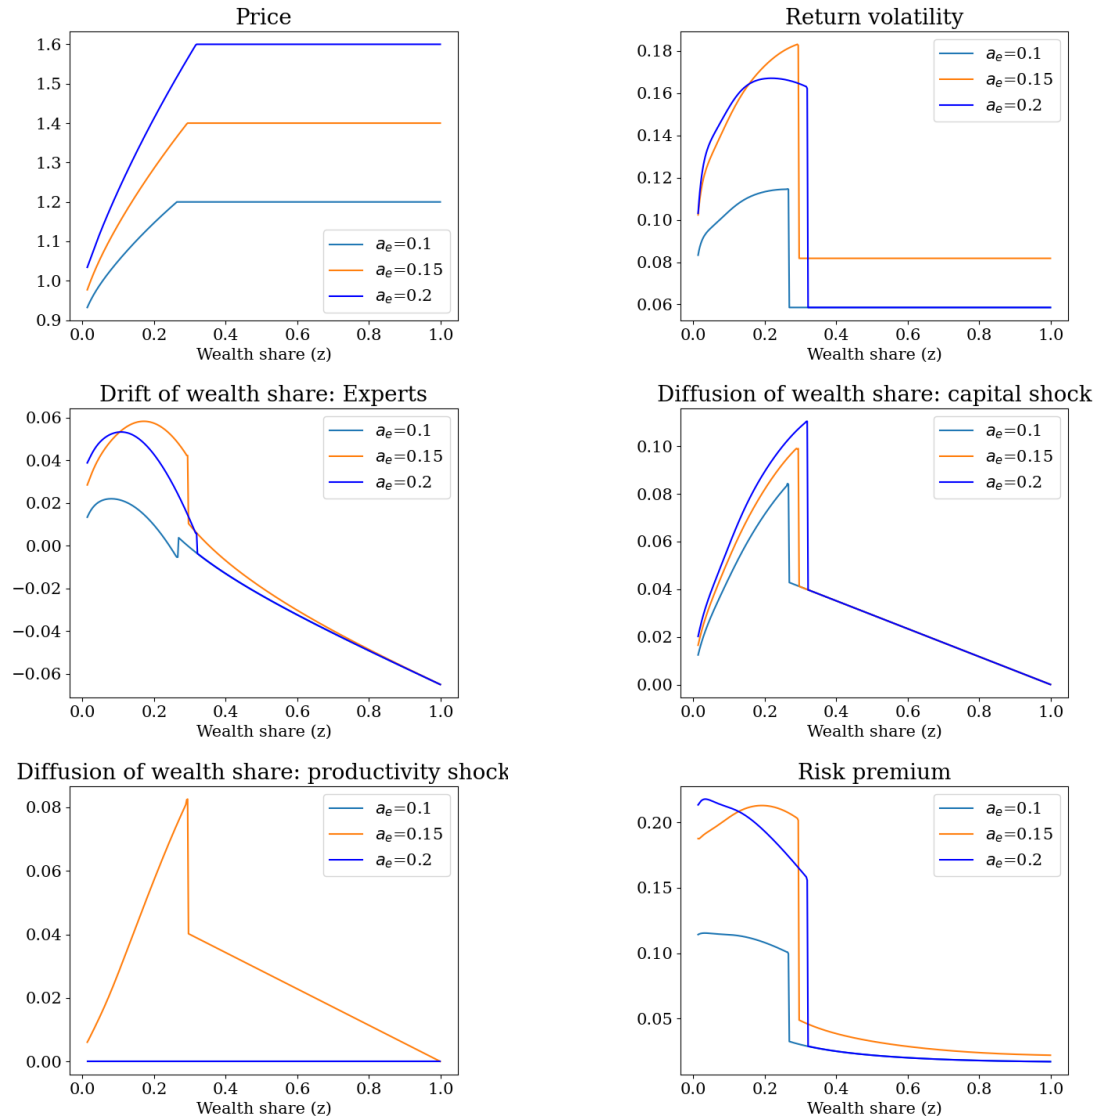 Price
1.6
1.5
1.4
1.3
1.2
1.1
1.0
0.9
0.0 0.2 0.4 0.6 0.8 1.0
Wealth share (z)
a_e=0.1
a_e=0.15
a_e=0.2
Return volatility
0.18
0.16
0.14
0.12
0.10
0.08
0.06
0.0 0.2 0.4 0.6 0.8 1.0
Wealth share (z)
a_e=0.1
a_e=0.15
a_e=0.2
Drift of wealth share: Experts
0.06
0.04
0.02
0.00
−0.02
−0.04
−0.06
0.0 0.2 0.4 0.6 0.8 1.0
Wealth share (z)
a_e=0.1
a_e=0.15
a_e=0.2
Diffusion of wealth share: capital shock
0.10
0.08
0.06
0.04
0.02
0.00
0.0 0.2 0.4 0.6 0.8 1.0
Wealth share (z)
a_e=0.1
a_e=0.15
a_e=0.2
Diffusion of wealth share: productivity shock
0.08
0.06
0.04
0.02
0.00
0.0 0.2 0.4 0.6 0.8 1.0
Wealth share (z)
a_e=0.1
a_e=0.15
a_e=0.2
Risk premium
0.20
0.15
0.10
0.05
0.0 0.2 0.4 0.6 0.8 1.0
Wealth share (z)
a_e=0.1
a_e=0.15
a_e=0.2